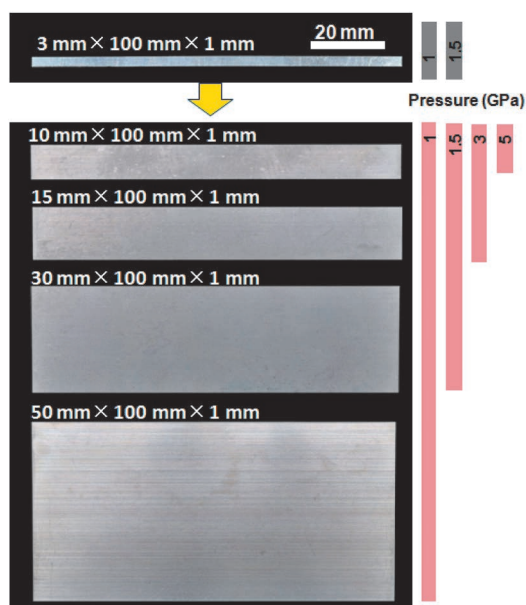 3 mm × 100 mm × 1 mm
20 mm
1
1.5
Pressure (GPa)
10 mm × 100 mm × 1 mm
1
1.5
3
5
15 mm × 100 mm × 1 mm
30 mm × 100 mm × 1 mm
50 mm × 100 mm × 1 mm